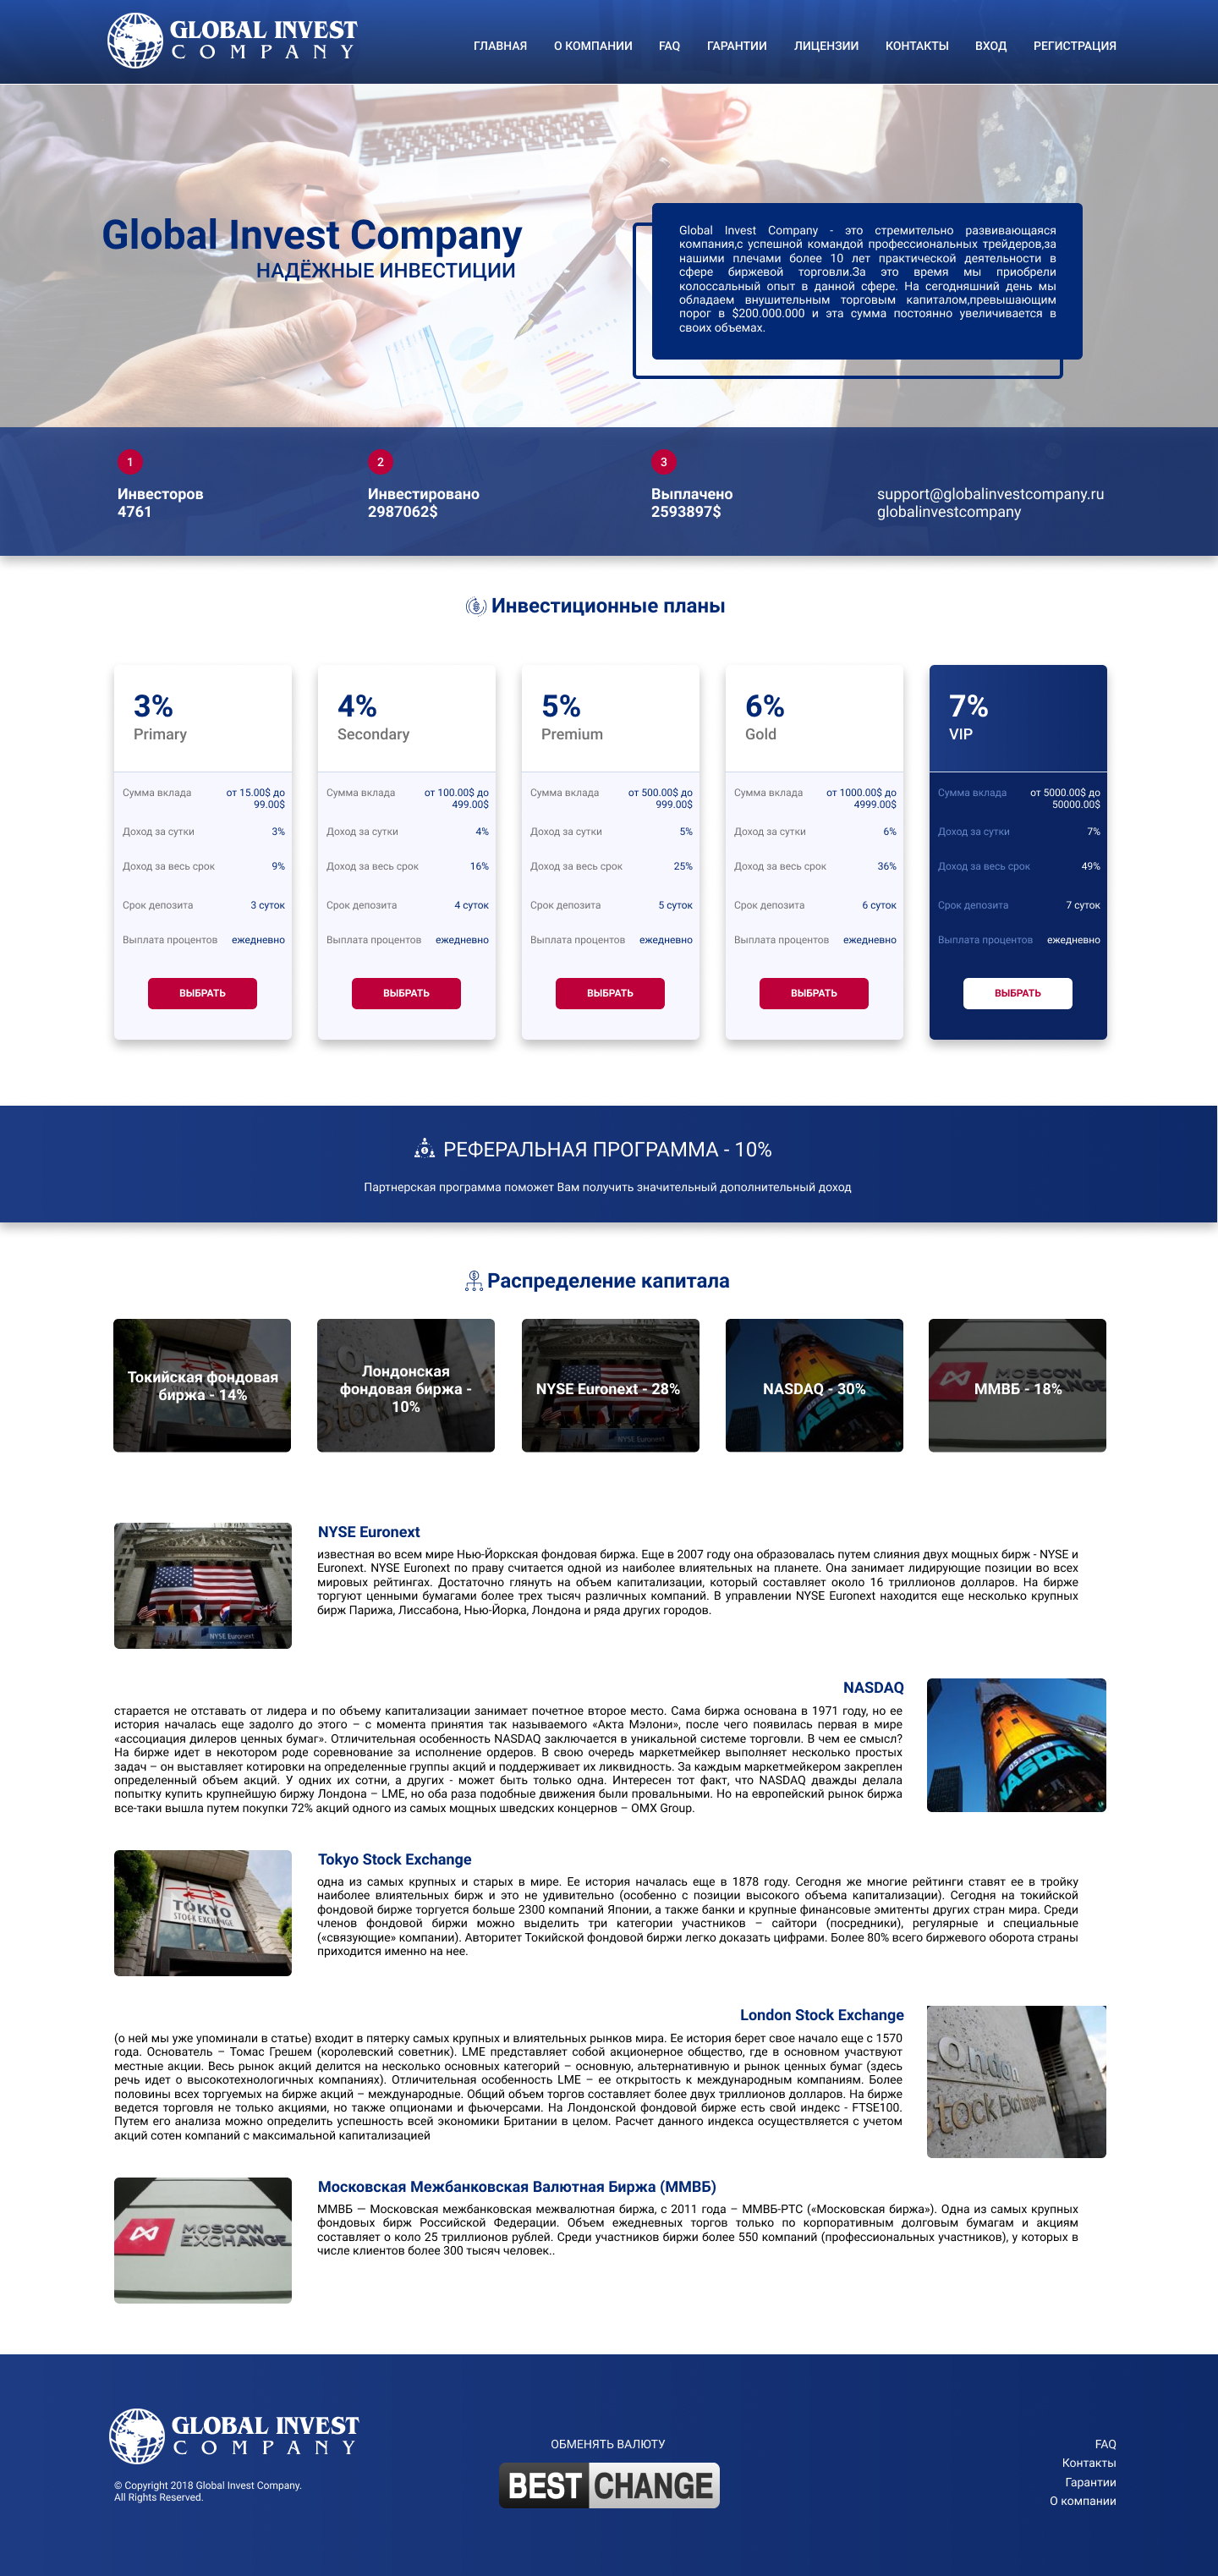 GLOBAL INVEST
COMPANY
ГЛАВНАЯ О КОМПАНИИ FAQ ГАРАНТИИ ЛИЦЕНЗИИ КОНТАКТЫ ВХОД РЕГИСТРАЦИЯ
Global Invest Company
НАДЁЖНЫЕ ИНВЕСТИЦИИ
Global Invest Company - это стремительно развивающаяся
компания,с успешной командой профессиональных трейдеров,за
нашими плечами более 10 лет практической деятельности в
сфере биржевой торговли.За это время мы приобрели
колоссальный опыт в данной сфере. На сегодняшний день мы
обладаем внушительным торговым капиталом,превышающим
порог в $200.000.000 и эта сумма постоянно увеличивается в
своих объемах.
1
Инвесторов
4761
2
Инвестировано
2987062$
3
Выплачено
2593897$
support@globalinvestcompany.ru
globalinvestcompany
Инвестиционные планы
3%
Primary
Сумма вклада от 15.00$ до
99.00$
Доход за сутки 3%
Доход за весь срок 9%
Срок депозита 3 суток
Выплата процентов ежедневно
ВЫБРАТЬ
4%
Secondary
Сумма вклада от 100.00$ до
499.00$
Доход за сутки 4%
Доход за весь срок 16%
Срок депозита 4 суток
Выплата процентов ежедневно
ВЫБРАТЬ
5%
Premium
Сумма вклада от 500.00$ до
999.00$
Доход за сутки 5%
Доход за весь срок 25%
Срок депозита 5 суток
Выплата процентов ежедневно
ВЫБРАТЬ
6%
Gold
Сумма вклада от 1000.00$ до
4999.00$
Доход за сутки 6%
Доход за весь срок 36%
Срок депозита 6 суток
Выплата процентов ежедневно
ВЫБРАТЬ
7%
VIP
Сумма вклада от 5000.00$ до
50000.00$
Доход за сутки 7%
Доход за весь срок 49%
Срок депозита 7 суток
Выплата процентов ежедневно
ВЫБРАТЬ
РЕФЕРАЛЬНАЯ ПРОГРАММА - 10%
Партнерская программа поможет Вам получить значительный дополнительный доход
Распределение капитала
Токийская фондовая
биржа - 14%
Лондонская
фондовая биржа -
10%
NYSE Euronext - 28%
NASDAQ - 30%
ММВБ - 18%
NYSE Euronext
NYSE Euronext
известная во всем мире Нью-Йоркская фондовая биржа. Еще в 2007 году она образовалась путем слияния двух мощных бирж - NYSE и
Euronext. NYSE Euronext по праву считается одной из наиболее влиятельных на планете. Она занимает лидирующие позиции во всех
мировых рейтингах. Достаточно глянуть на объем капитализации, который составляет около 16 триллионов долларов. На бирже
торгуют ценными бумагами более трех тысяч различных компаний. В управлении NYSE Euronext находится еще несколько крупных
бирж Парижа, Лиссабона, Нью-Йорка, Лондона и ряда других городов.
NASDAQ
старается не отставать от лидера и по объему капитализации занимает почетное второе место. Сама биржа основана в 1971 году, но ее
история началась еще задолго до этого – с момента принятия так называемого «Акта Мэлони», после чего появилась первая в мире
«ассоциация дилеров ценных бумаг». Отличительная особенность NASDAQ заключается в уникальной системе торговли. В чем ее смысл?
На бирже идет в некотором роде соревнование за исполнение ордеров. В свою очередь маркетмейкер выполняет несколько простых
задач – он выставляет котировки на определенные группы акций и поддерживает их ликвидность. За каждым маркетмейкером закреплен
определенный объем акций. У одних их сотни, а других - может быть только одна. Интересен тот факт, что NASDAQ дважды делала
попытку купить крупнейшую биржу Лондона – LME, но оба раза подобные движения были провальными. Но на европейский рынок биржа
все-таки вышла путем покупки 72% акций одного из самых мощных шведских концернов – OMX Group.
NASDAQ
TOKYO
STOCK EXCHANGE
Tokyo Stock Exchange
одна из самых крупных и старых в мире. Ее история началась еще в 1878 году. Сегодня же многие рейтинги ставят ее в тройку
наиболее влиятельных бирж и это не удивительно (особенно с позиции высокого объема капитализации). Сегодня на токийской
фондовой бирже торгуется больше 2300 компаний Японии, а также банки и крупные финансовые эмитенты других стран мира. Среди
членов фондовой биржи можно выделить три категории участников – сайтори (посредники), регулярные и специальные
(«связующие» компании). Авторитет Токийской фондовой биржи легко доказать цифрами. Более 80% всего биржевого оборота страны
приходится именно на нее.
London Stock Exchange
(о ней мы уже упоминали в статье) входит в пятерку самых крупных и влиятельных рынков мира. Ее история берет свое начало еще с 1570
года. Основатель – Томас Грешем (королевский советник). LME представляет собой акционерное общество, где в основном участвуют
местные акции. Весь рынок акций делится на несколько основных категорий – основную, альтернативную и рынок ценных бумаг (здесь
речь идет о высокотехнологичных компаниях). Отличительная особенность LME – ее открытость к международным компаниям. Более
половины всех торгуемых на бирже акций – международные. Общий объем торгов составляет более двух триллионов долларов. На бирже
ведется торговля не только акциями, но также опционами и фьючерсами. На Лондонской фондовой бирже есть свой индекс - FTSE100.
Путем его анализа можно определить успешность всей экономики Британии в целом. Расчет данного индекса осуществляется с учетом
акций сотен компаний с максимальной капитализацией
London
Stock Exchange
MOSCOW
EXCHANGE
Московская Межбанковская Валютная Биржа (ММВБ)
ММВБ — Московская межбанковская межвалютная биржа, с 2011 года – ММВБ-РТС («Московская биржа»). Одна из самых крупных
фондовых бирж Российской Федерации. Объем ежедневных торгов только по корпоративным долговым бумагам и акциям
составляет о коло 25 триллионов рублей. Среди участников биржи более 550 компаний (профессиональных участников), у которых в
числе клиентов более 300 тысяч человек..
GLOBAL INVEST
COMPANY
© Copyright 2018 Global Invest Company.
All Rights Reserved.
ОБМЕНЯТЬ ВАЛЮТУ
BEST CHANGE
FAQ
Контакты
Гарантии
О компании